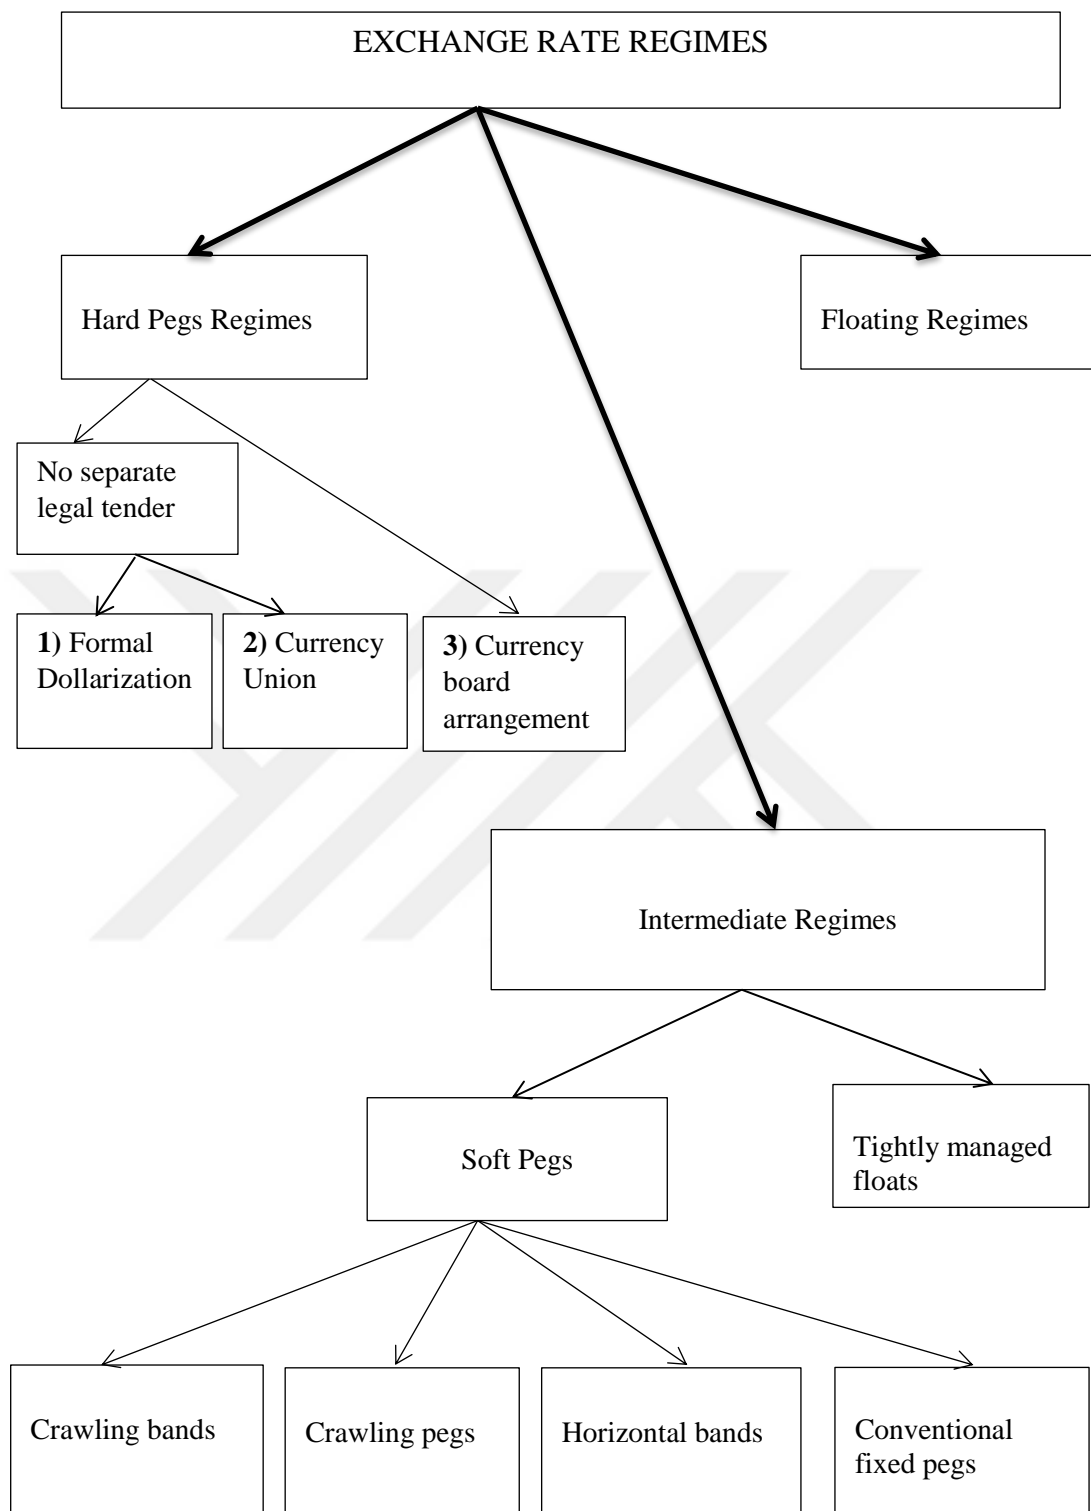 EXCHANGE RATE REGIMES
Hard Pegs Regimes
Floating Regimes
No separate
legal tender
1) Formal
Dollarization
2) Currency
Union
3) Currency
board
arrangement
Intermediate Regimes
Soft Pegs
Tightly managed
floats
Crawling bands
Crawling pegs
Horizontal bands
Conventional
fixed pegs